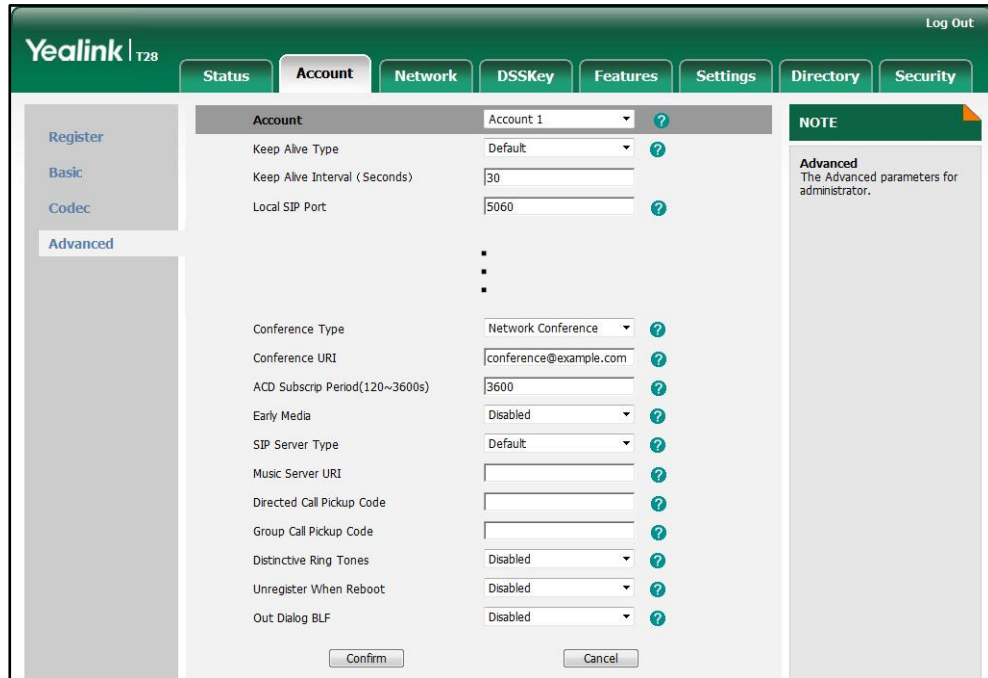 Log Out
Yealink T28
Status Account Network DSSKey Features Settings Directory Security
Register
Basic
Codec
Advanced
Account Account 1 ?
Keep Alive Type Default ?
Keep Alive Interval (Seconds) 30
Local SIP Port 5060 ?
Conference Type Network Conference ?
Conference URI conference@example.com ?
ACD Subscrip Period(120~3600s) 3600 ?
Early Media Disabled ?
SIP Server Type Default ?
Music Server URI ?
Directed Call Pickup Code ?
Group Call Pickup Code ?
Distinctive Ring Tones Disabled ?
Unregister When Reboot Disabled ?
Out Dialog BLF Disabled ?
Confirm Cancel
NOTE
Advanced
The Advanced parameters for
administrator.